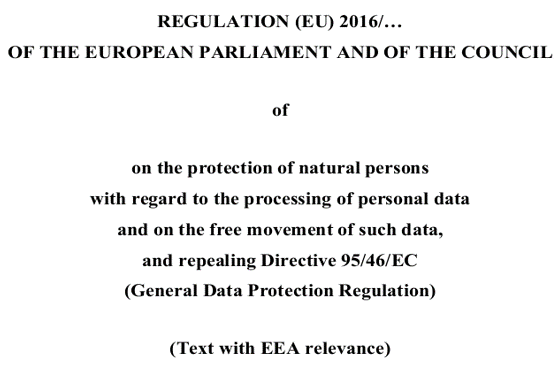 REGULATION (EU) 2016/…
OF THE EUROPEAN PARLIAMENT AND OF THE COUNCIL
of
on the protection of natural persons
with regard to the processing of personal data
and on the free movement of such data,
and repealing Directive 95/46/EC
(General Data Protection Regulation)
(Text with EEA relevance)